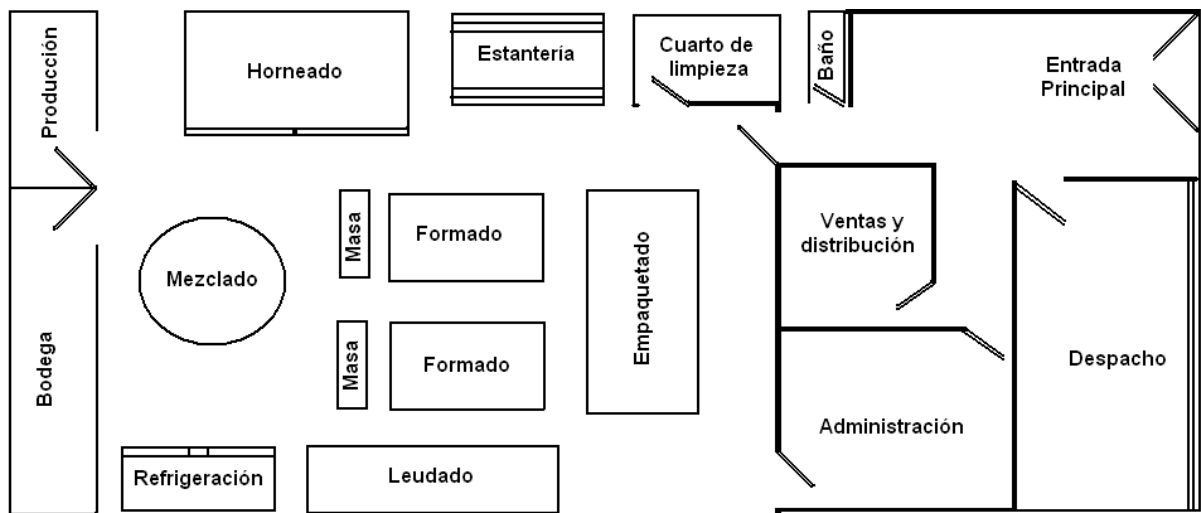 Producción
Horneado
Estantería
Cuarto de
limpieza
Baño
Entrada
Principal
Mezclado
Masa
Formado
Empaquetado
Ventas y
distribución
Bodega
Masa
Formado
Despacho
Administración
Refrigeración
Leudado